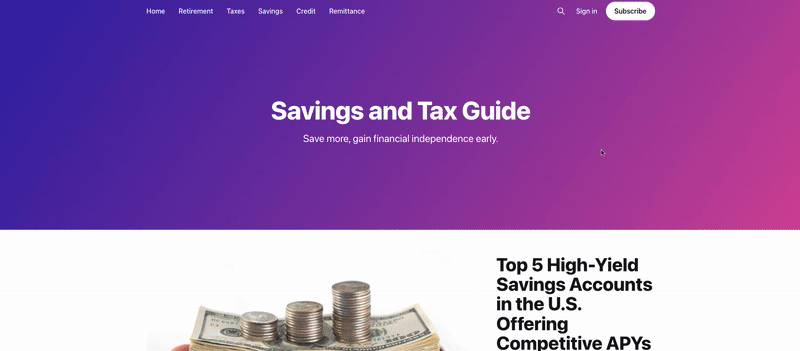 Home Retirement Taxes Savings Credit Remittance Sign in Subscribe
Savings and Tax Guide
Save more, gain financial independence early.
Top 5 High-Yield
Savings Accounts
in the U.S.
Offering
Competitive APYs